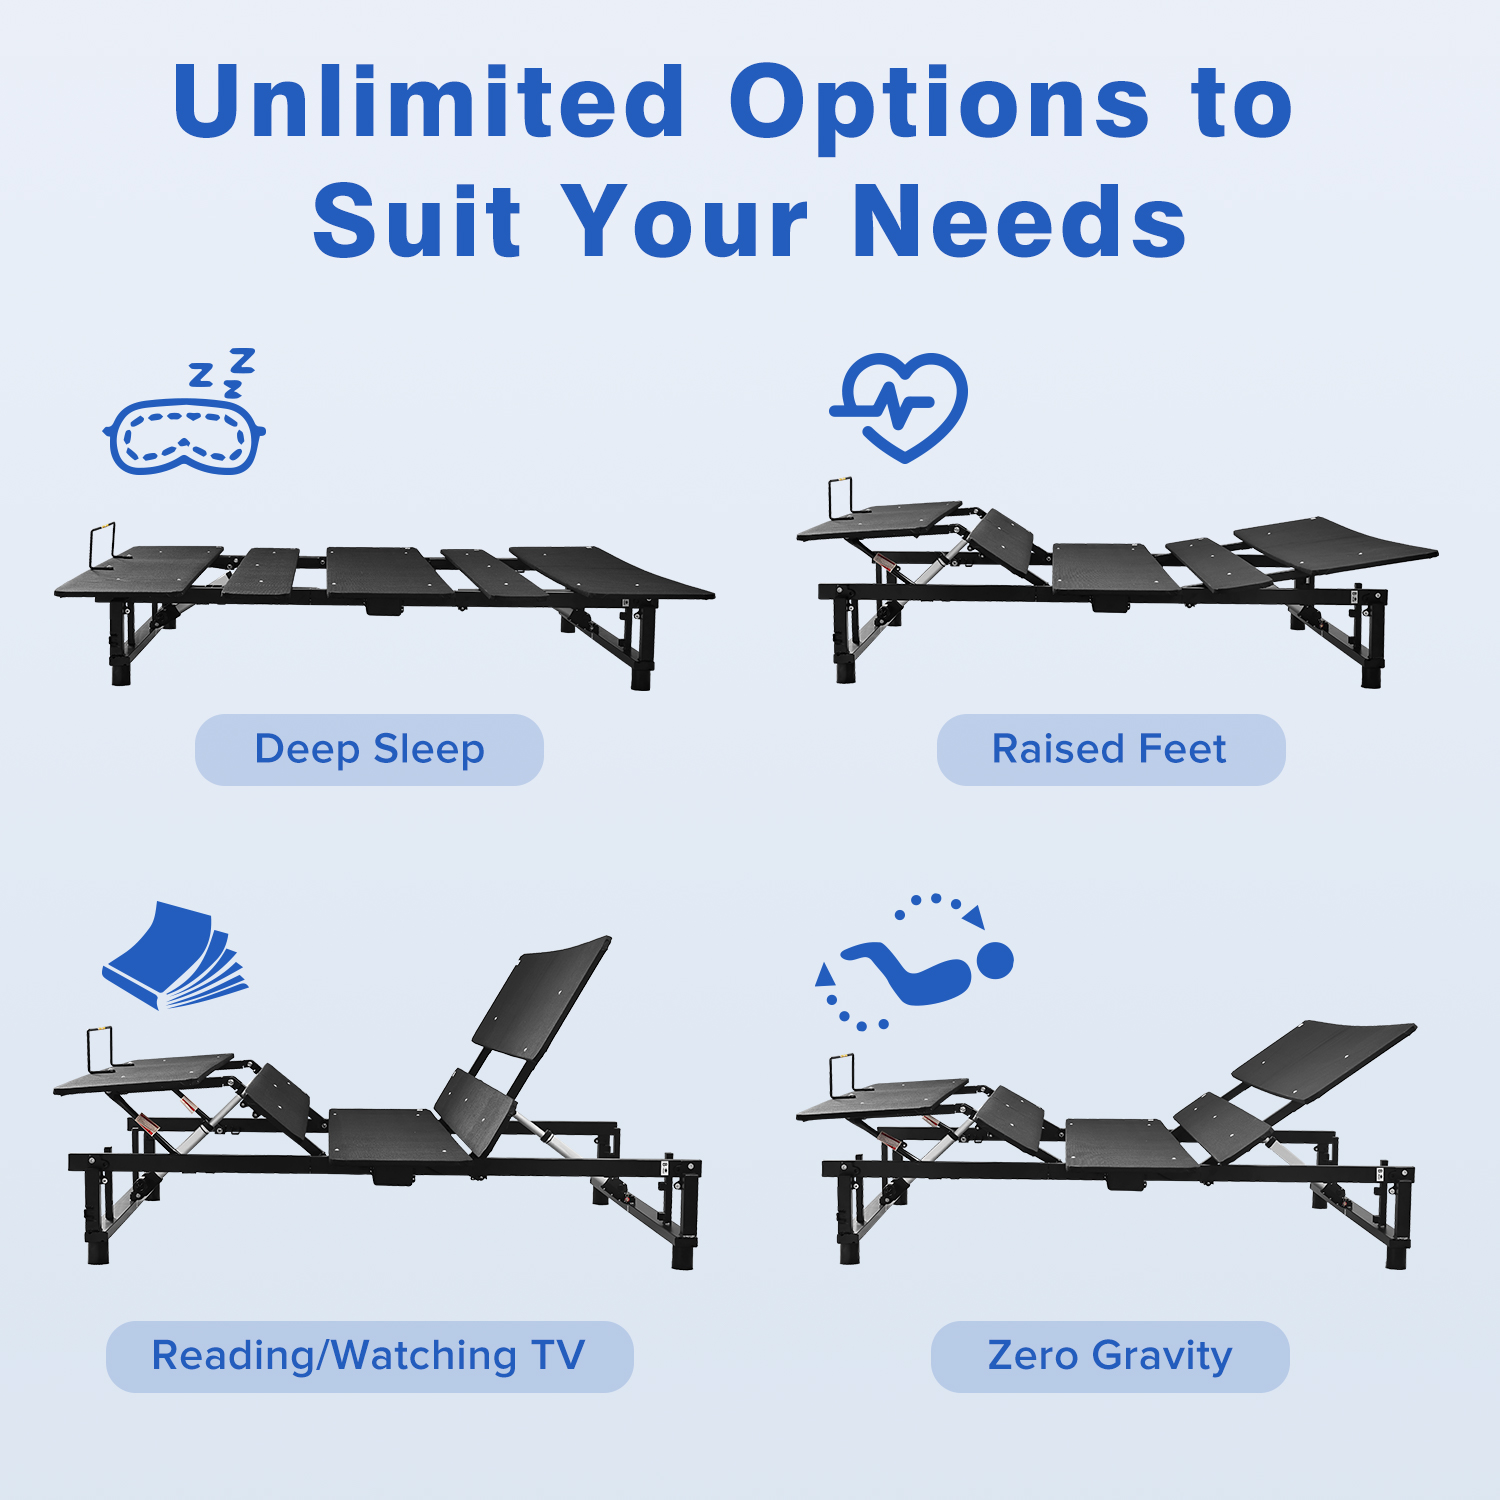 Unlimited Options to
Suit Your Needs
z z z
Deep Sleep
Raised Feet
Reading/Watching TV
Zero Gravity